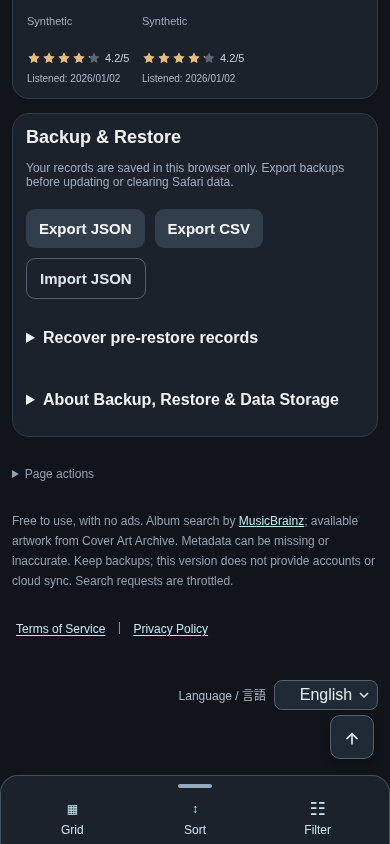 Synthetic Synthetic
4.2/5 4.2/5
Listened: 2026/01/02 Listened: 2026/01/02
Backup & Restore
Your records are saved in this browser only. Export backups
before updating or clearing Safari data.
Export JSON Export CSV
Import JSON
Recover pre-restore records
About Backup, Restore & Data Storage
Page actions
Free to use, with no ads. Album search by MusicBrainz; available
artwork from Cover Art Archive. Metadata can be missing or
inaccurate. Keep backups; this version does not provide accounts or
cloud sync. Search requests are throttled.
Terms of Service | Privacy Policy
Language / 言語 English
Grid Sort Filter